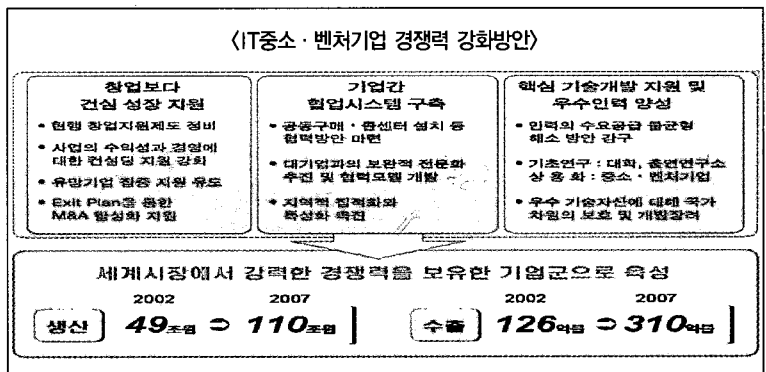 〈IT중소 · 벤처기업 경쟁력 강화방안〉
창업보다
건실 성장 지원
• 현행 창업지원제도 정비
• 사업의 수익성과 경영에
대한 컨설팅 지원 강화
• 유망기업 집중 지원 유도
• Exit Plan을 통한
M&A 활성화 지원
기업간
협업시스템 구축
• 공동구매 · 콜센터 설치 등
협력방안 마련
• 대기업과의 보완적 전문화
추진 및 협력모델 개발
• 지역적 집적화와
특성화 촉진
핵심 기술개발 지원 및
우수인력 양성
• 인력의 수요공급 불균형
해소 방안 강구
• 기초연구 : 대학, 출연연구소
상 용 화 : 중소 · 벤처기업
• 우수 기술자산에 대해 국가
차원의 보호 및 개발장려
세계시장에서 강력한 경쟁력을 보유한 기업군으로 육성
2002 2007
생산 49조원 ⊃ 110조원
2002 2007
수출 126억불 ⊃ 310억불